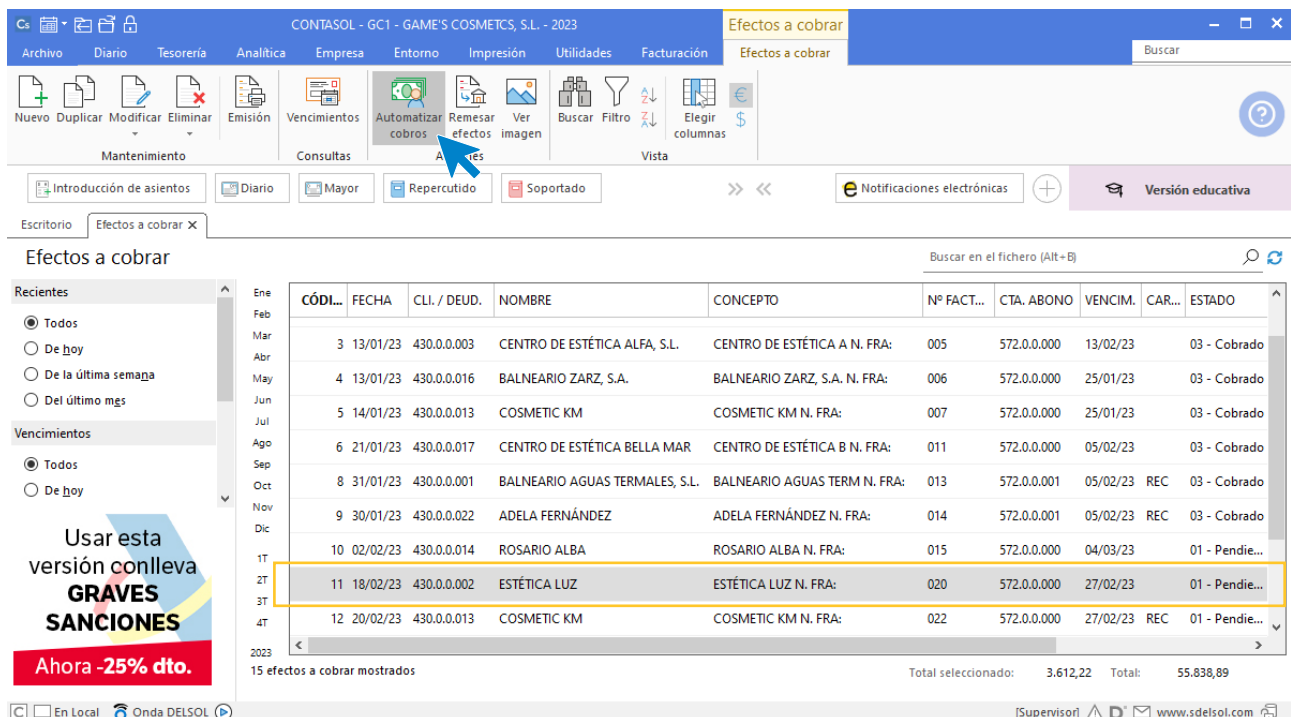 Cs CONTASOL - GC1 - GAME'S COSMETCS, S.L. - 2023 Efectos a cobrar
Archivo Diario Tesorería Analítica Empresa Entorno Impresión Utilidades Facturación Efectos a cobrar Buscar
Nuevo Duplicar Modificar Eliminar Emisión Vencimientos Automatizar cobros Remesar efectos Ver imagen Buscar Filtro Elegir columnas
Mantenimiento Consultas Vista
Introducción de asientos Diario Mayor Repercutido Soportado Notificaciones electrónicas Versión educativa
Escritorio Efectos a cobrar
Efectos a cobrar Buscar en el fichero (Alt+B)
Recientes
Todos
De hoy
De la última semana
Del último mes
Vencimientos
Todos
De hoy
Usar esta
versión conlleva
GRAVES
SANCIONES
Ahora -25% dto.
Ene
Feb
Mar
Abr
May
Jun
Jul
Ago
Sep
Oct
Nov
Dic
1T
2T
3T
4T
2023
CÓDI... FECHA CLI. / DEUD. NOMBRE CONCEPTO Nº FACT... CTA. ABONO VENCIM. CAR... ESTADO
3 13/01/23 430.0.0.003 CENTRO DE ESTÉTICA ALFA, S.L. CENTRO DE ESTÉTICA A N. FRA: 005 572.0.0.000 13/02/23 03 - Cobrado
4 13/01/23 430.0.0.016 BALNEARIO ZARZ, S.A. BALNEARIO ZARZ, S.A. N. FRA: 006 572.0.0.000 25/01/23 03 - Cobrado
5 14/01/23 430.0.0.013 COSMETIC KM COSMETIC KM N. FRA: 007 572.0.0.000 25/01/23 03 - Cobrado
6 21/01/23 430.0.0.017 CENTRO DE ESTÉTICA BELLA MAR CENTRO DE ESTÉTICA B N. FRA: 011 572.0.0.000 05/02/23 03 - Cobrado
8 31/01/23 430.0.0.001 BALNEARIO AGUAS TERMALES, S.L. BALNEARIO AGUAS TERM N. FRA: 013 572.0.0.001 05/02/23 REC 03 - Cobrado
9 30/01/23 430.0.0.022 ADELA FERNÁNDEZ ADELA FERNÁNDEZ N. FRA: 014 572.0.0.001 05/02/23 REC 03 - Cobrado
10 02/02/23 430.0.0.014 ROSARIO ALBA ROSARIO ALBA N. FRA: 015 572.0.0.000 04/03/23 01 - Pendie...
11 18/02/23 430.0.0.002 ESTÉTICA LUZ ESTÉTICA LUZ N. FRA: 020 572.0.0.000 27/02/23 01 - Pendie...
12 20/02/23 430.0.0.013 COSMETIC KM COSMETIC KM N. FRA: 022 572.0.0.000 27/02/23 REC 01 - Pendie...
15 efectos a cobrar mostrados Total seleccionado: 3.612,22 Total: 55.838,89
C En Local Onda DELSOL [Supervisor] D www.sdelsol.com